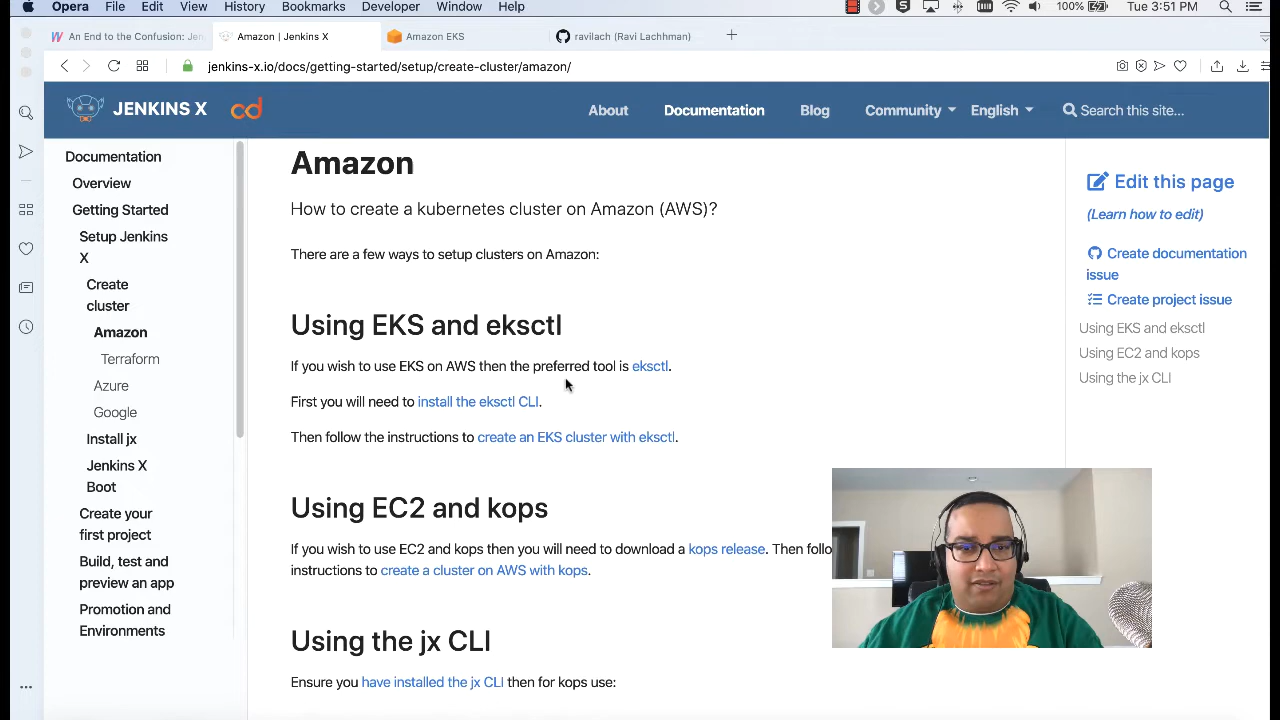 Opera File Edit View History Bookmarks Developer Window Help 100% Tue 3:51 PM
An End to the Confusion: Jen Amazon | Jenkins X Amazon EKS ravilach (Ravi Lachhman)
jenkins-x.io/docs/getting-started/setup/create-cluster/amazon/
JENKINS X cd About Documentation Blog Community English Search this site...
Documentation
Overview
Getting Started
Setup Jenkins
X
Create
cluster
Amazon
Terraform
Azure
Google
Install jx
Jenkins X
Boot
Create your
first project
Build, test and
preview an app
Promotion and
Environments
Amazon
How to create a kubernetes cluster on Amazon (AWS)?
There are a few ways to setup clusters on Amazon:
Using EKS and eksctl
If you wish to use EKS on AWS then the preferred tool is eksctl.
First you will need to install the eksctl CLI.
Then follow the instructions to create an EKS cluster with eksctl.
Using EC2 and kops
If you wish to use EC2 and kops then you will need to download a kops release. Then follo
instructions to create a cluster on AWS with kops.
Using the jx CLI
Ensure you have installed the jx CLI then for kops use:
Edit this page
(Learn how to edit)
Create documentation
issue
Create project issue
Using EKS and eksctl
Using EC2 and kops
Using the jx CLI